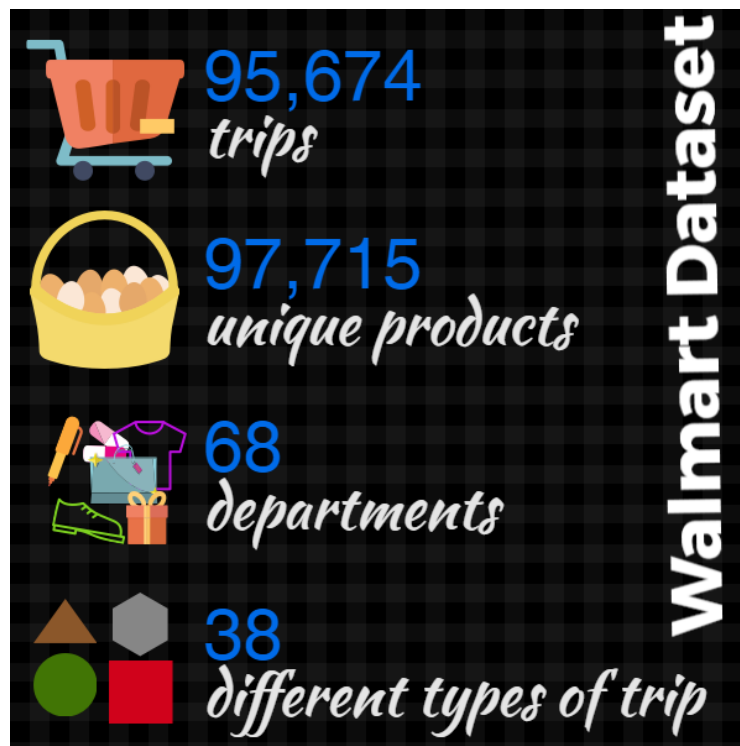 95,674
trips
97,715
unique products
68
departments
38
different types of trip
Walmart Dataset